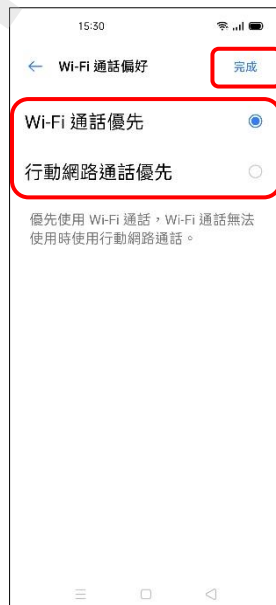 15:30
Wi-Fi 通話偏好
完成
Wi-Fi 通話優先
行動網路通話優先
優先使用 Wi-Fi 通話，Wi-Fi 通話無法
使用時使用行動網路通話。